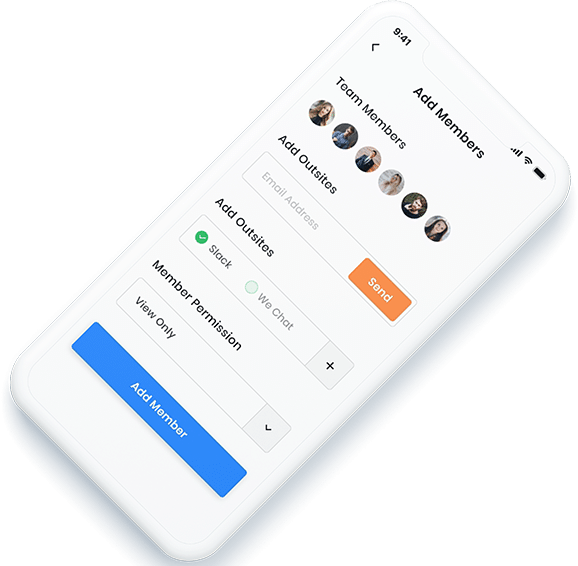 9:41
Add Members
Team Members
Add Outsites
Email Address
Send
Add Outsites
Slack
We Chat
Member Permission
View Only
Add Member